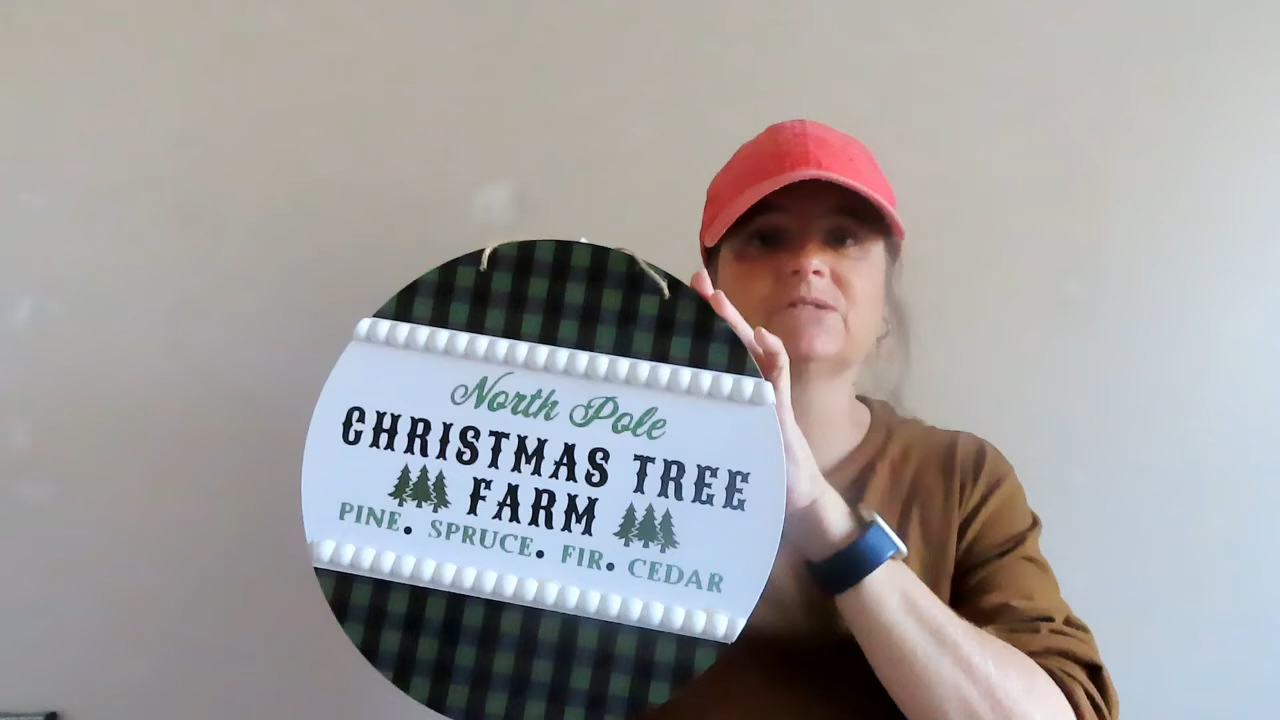 North Pole
CHRISTMAS TREE
FARM
PINE. SPRUCE. FIR. CEDAR